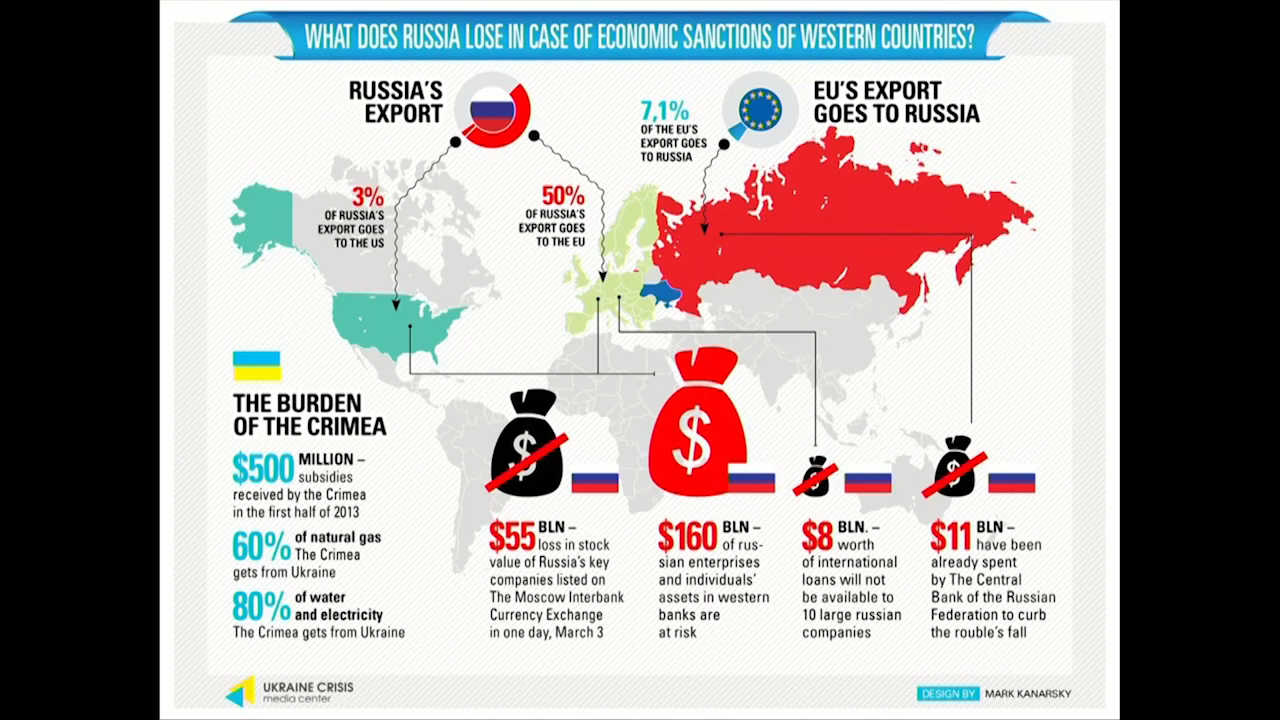 WHAT DOES RUSSIA LOSE IN CASE OF ECONOMIC SANCTIONS OF WESTERN COUNTRIES?
RUSSIA'S
EXPORT
7,1%
OF THE EU'S
EXPORT GOES
TO RUSSIA
EU'S EXPORT
GOES TO RUSSIA
3%
OF RUSSIA'S
EXPORT GOES
TO THE US
50%
OF RUSSIA'S
EXPORT GOES
TO THE EU
THE BURDEN
OF THE CRIMEA
$500 MILLION –
subsidies
received by the Crimea
in the first half of 2013
60% of natural gas
The Crimea
gets from Ukraine
80% of water
and electricity
The Crimea gets from Ukraine
$
$55 BLN –
loss in stock
value of Russia's key
companies listed on
The Moscow Interbank
Currency Exchange
in one day, March 3
$
$160 BLN –
of rus-
sian enterprises
and individuals'
assets in western
banks are
at risk
$
$8 BLN. –
worth
of international
loans will not
be available to
10 large russian
companies
$
$11 BLN –
have been
already spent
by The Central
Bank of the Russian
Federation to curb
the rouble's fall
UKRAINE CRISIS
media center
DESIGN BY MARK KANARSKY